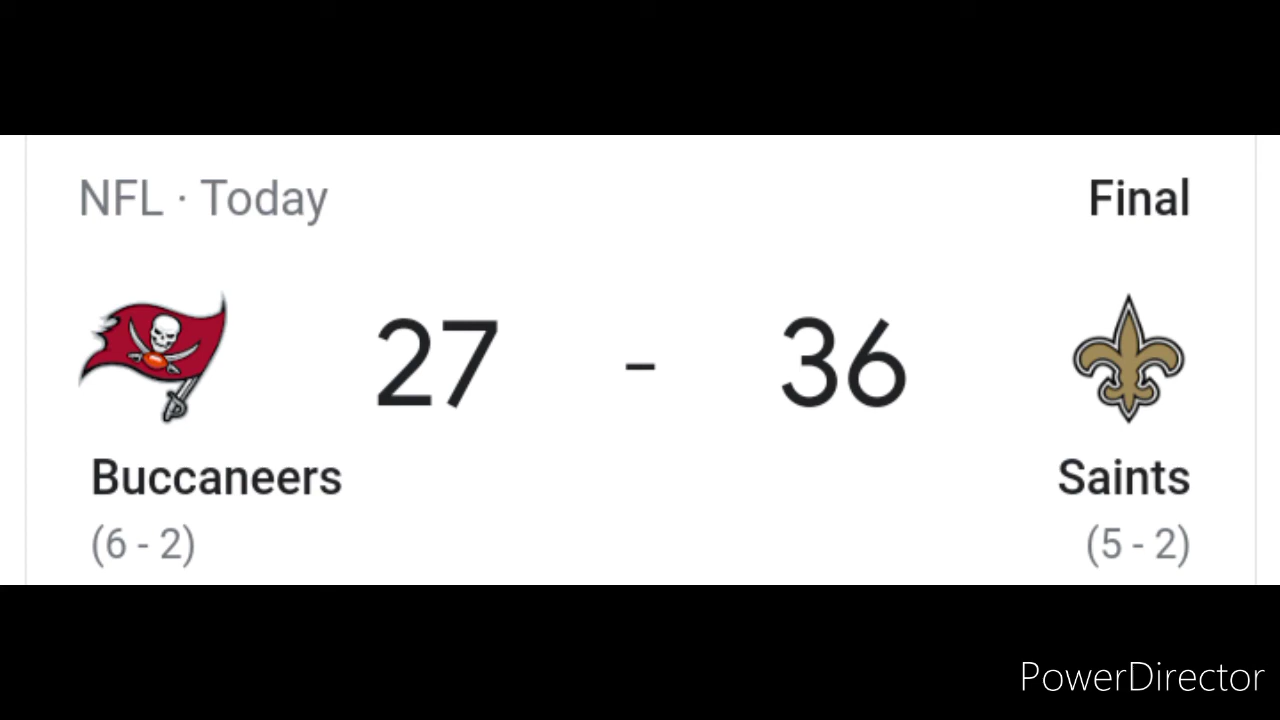 NFL · Today Final
27 - 36
Buccaneers Saints
(6 - 2) (5 - 2)
PowerDirector